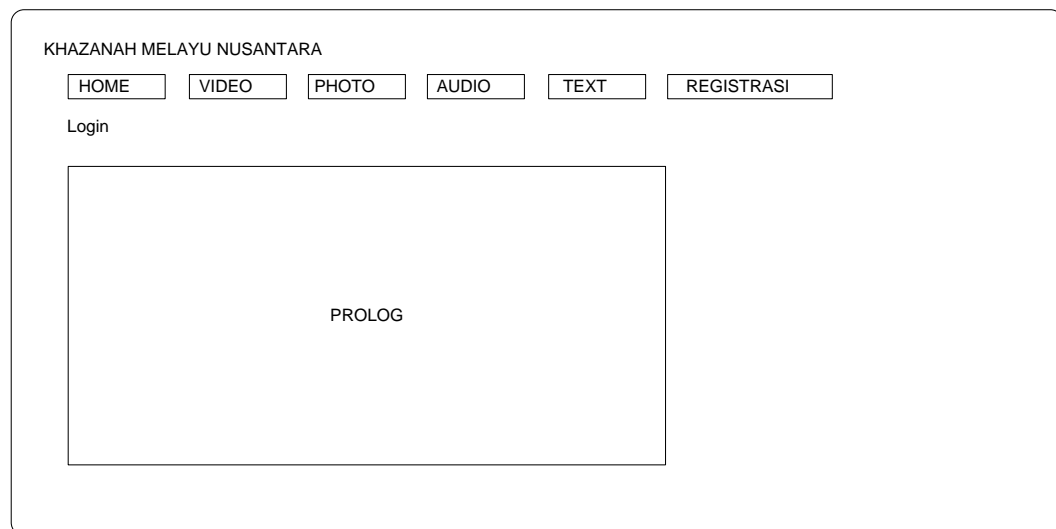 KHAZANAH MELAYU NUSANTARA
HOME VIDEO PHOTO AUDIO TEXT REGISTRASI
Login
PROLOG